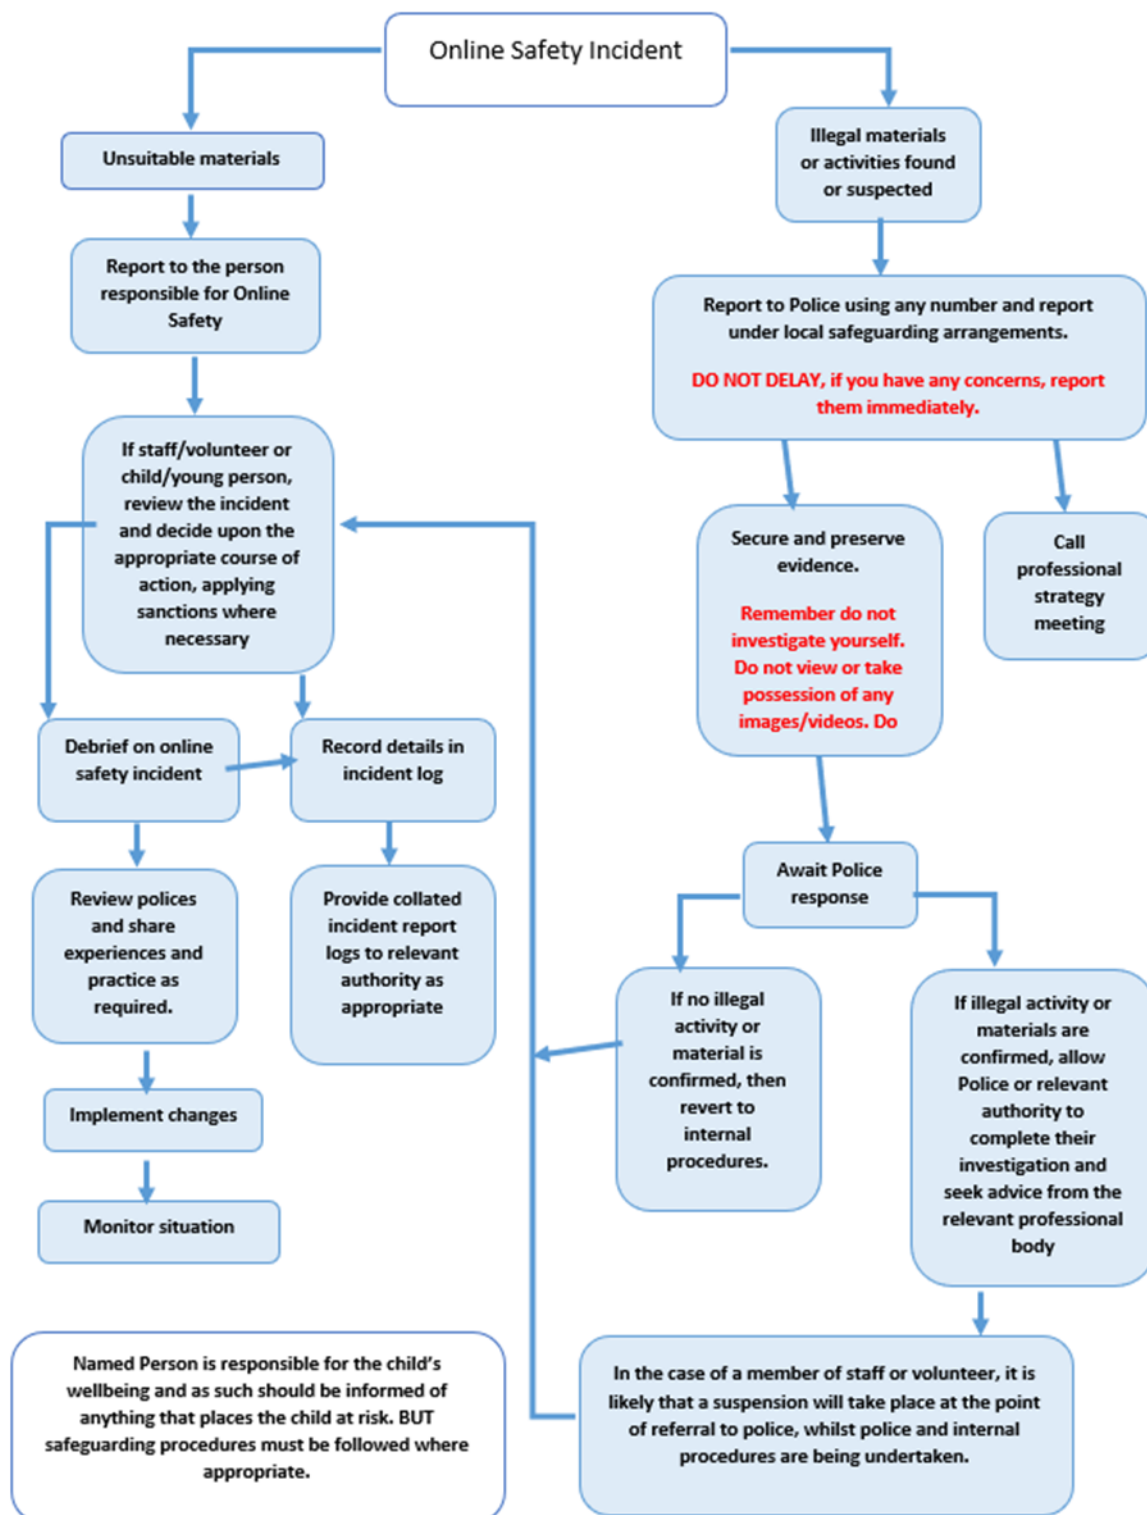 Online Safety Incident
Unsuitable materials
Report to the person
responsible for Online
Safety
If staff/volunteer or
child/young person,
review the incident
and decide upon the
appropriate course of
action, applying
sanctions where
necessary
Debrief on online
safety incident
Record details in
incident log
Review polices
and share
experiences and
practice as
required.
Provide collated
incident report
logs to relevant
authority as
appropriate
Implement changes
Monitor situation
Illegal materials
or activities found
or suspected
Report to Police using any number and report
under local safeguarding arrangements.
DO NOT DELAY, if you have any concerns, report
them immediately.
Secure and preserve
evidence.
Remember do not
investigate yourself.
Do not view or take
possession of any
images/videos. Do
Call
professional
strategy
meeting
Await Police
response
If no illegal
activity or
material is
confirmed, then
revert to
internal
procedures.
If illegal activity or
materials are
confirmed, allow
Police or relevant
authority to
complete their
investigation and
seek advice from the
relevant professional
body
In the case of a member of staff or volunteer, it is
likely that a suspension will take place at the point
of referral to police, whilst police and internal
procedures are being undertaken.
Named Person is responsible for the child’s
wellbeing and as such should be informed of
anything that places the child at risk. BUT
safeguarding procedures must be followed where
appropriate.